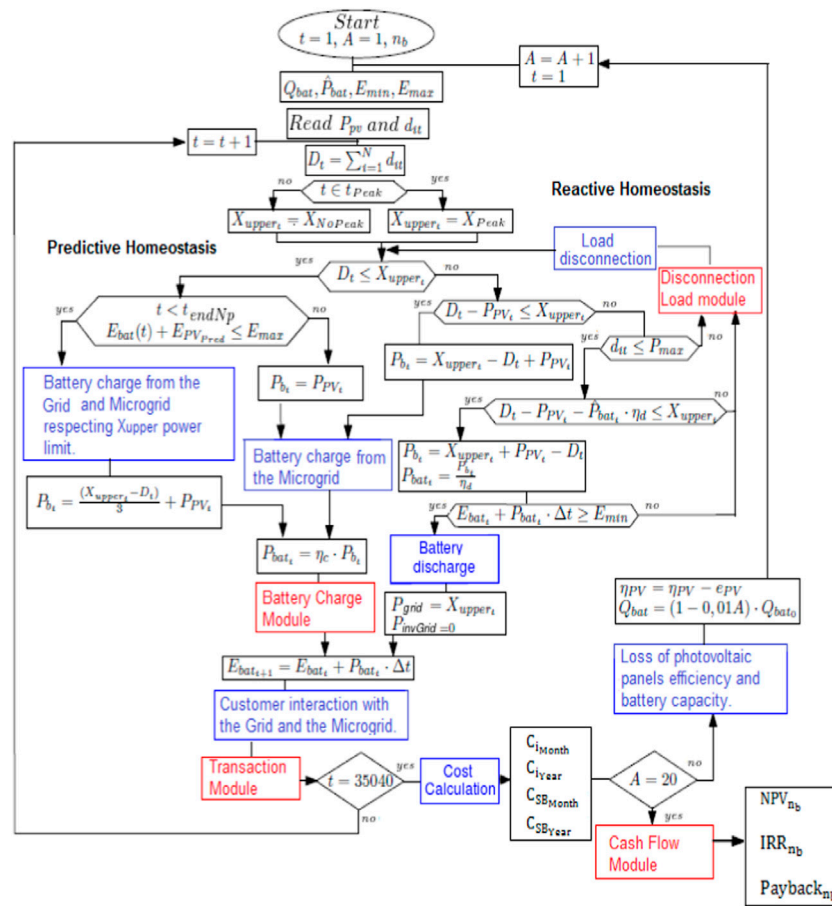 Start
t = 1, A = 1, n_b
A = A + 1
t = 1
Q_bat, P̂_bat, E_min, E_max
Read P_pv and d_it
t = t + 1
D_t = ∑_{i=1}^{N} d_it
no
t ∈ t_Peak
yes
Reactive Homeostasis
X_upper_t = X_NoPeak
X_upper_t = X_Peak
Predictive Homeostasis
Load
disconnection
yes
D_t ≤ X_upper_t
no
Disconnection
Load module
yes
t < t_endNp
E_bat(t) + E_PV_Pred ≤ E_max
no
yes
D_t − P_PV_t ≤ X_upper_t
no
yes
d_it ≤ P_max
no
P_b_t = X_upper_t − D_t + P_PV_t
Battery charge from the
Grid and Microgrid
respecting Xupper power
limit.
P_b_t = P_PV_t
yes
D_t − P_PV_t − P̂_bat_t · η_d ≤ X_upper_t
no
Battery charge from
the Microgrid
P_b_t = X_upper_t + P_PV_t − D_t
P_bat_t = P_b_t / η_d
P_b_t = (X_upper_t − D_t) / 3 + P_PV_t
yes
E_bat_t + P_bat_t · Δt ≥ E_min
no
P_bat_t = η_c · P_b_t
Battery
discharge
Battery Charge
Module
P_grid = X_upper_t
P_invGrid=0
η_PV = η_PV − e_PV
Q_bat = (1 − 0,01A) · Q_bat_0
E_bat_{t+1} = E_bat_t + P_bat_t · Δt
Loss of photovoltaic
panels efficiency and
battery capacity.
Customer interaction with
the Grid and the Microgrid.
Transaction
Module
t = 35040
yes
no
Cost
Calculation
C_i_Month
C_i_Year
C_SB_Month
C_SB_Year
A = 20
no
yes
Cash Flow
Module
NPV_n_b
IRR_n_b
Payback_n